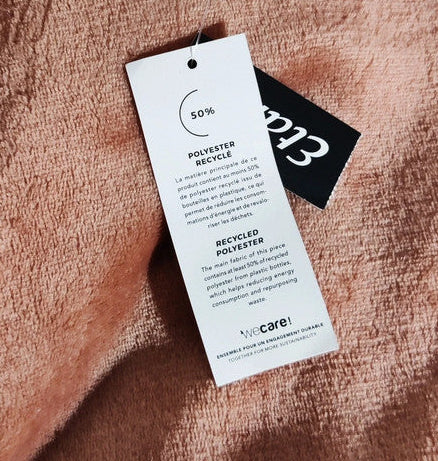 50%
POLYESTER
RECYCLÉ
La matière principale de ce
produit contient au moins 50%
de polyester recyclé issu de
bouteilles en plastique, ce qui
permet de réduire les consom-
mations d'énergie et de revalo-
riser les déchets.
RECYCLED
POLYESTER
The main fabric of this piece
contains at least 50% of recycled
polyester from plastic bottles,
which helps reducing energy
consumption and repurposing
waste.
wecare!
ENSEMBLE POUR UN ENGAGEMENT DURABLE
TOGETHER FOR MORE SUSTAINABILITY
Etam